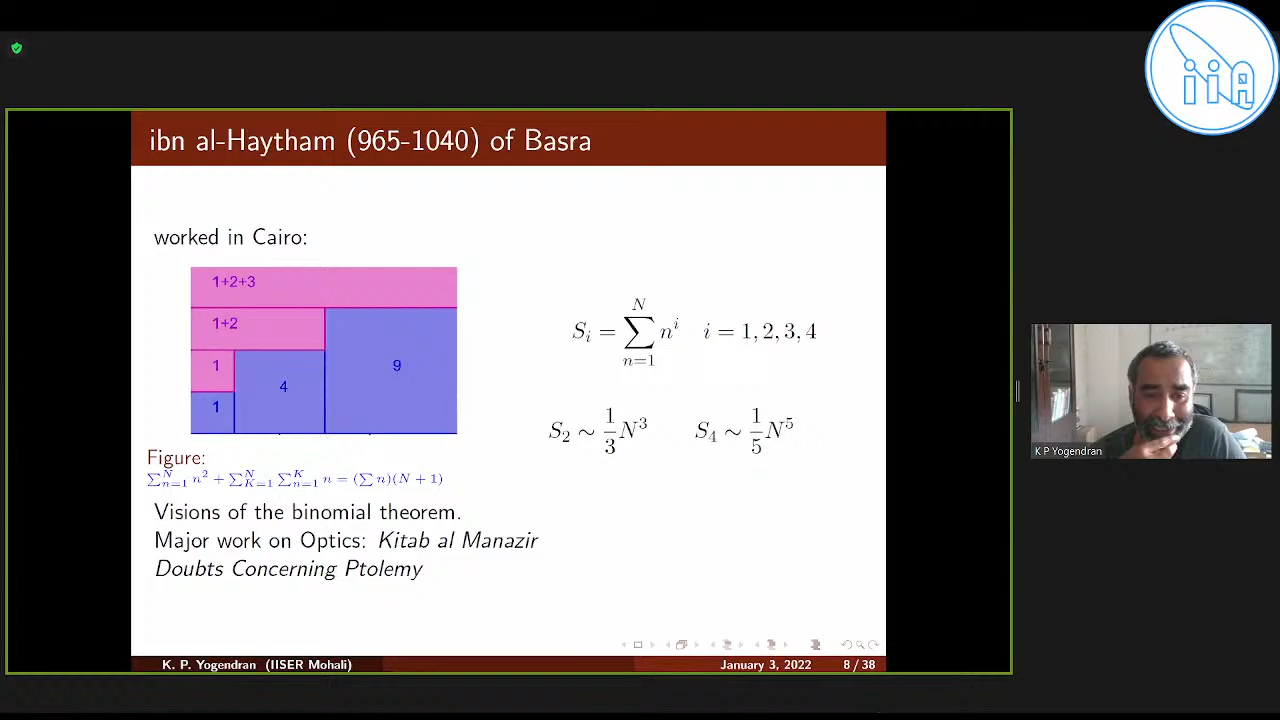 iiA
ibn al-Haytham (965-1040) of Basra
worked in Cairo:
1+2+3
1+2
1
1
4
9
S_i = ∑_{n=1}^{N} n^i i = 1, 2, 3, 4
S_2 ∼ 1/3 N^3 S_4 ∼ 1/5 N^5
Figure:
∑_{n=1}^{N} n^2 + ∑_{K=1}^{N} ∑_{n=1}^{K} n = (∑ n)(N + 1)
Visions of the binomial theorem.
Major work on Optics: Kitab al Manazir
Doubts Concerning Ptolemy
K. P. Yogendran (IISER Mohali) January 3, 2022 8 / 38
K P Yogendran